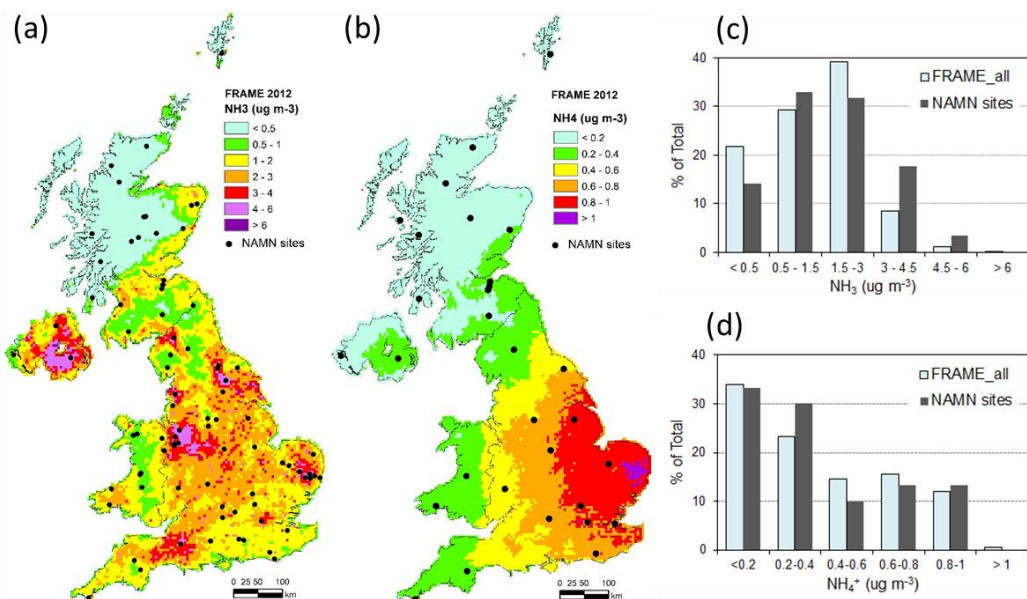 (a)
FRAME 2012
NH3 (ug m-3)
< 0.5
0.5 - 1
1 - 2
2 - 3
3 - 4
4 - 6
> 6
NAMN sites
0 25 50 100
km
(b)
FRAME 2012
NH4 (ug m-3)
< 0.2
0.2 - 0.4
0.4 - 0.6
0.6 - 0.8
0.8 - 1
> 1
NAMN sites
0 25 50 100
km
(c)
% of Total
40
30
20
10
0
FRAME_all
NAMN sites
< 0.5 0.5 - 1.5 1.5 - 3 3 - 4.5 4.5 - 6 > 6
NH₃ (ug m⁻³)
(d)
% of Total
40
30
20
10
0
FRAME_all
NAMN sites
<0.2 0.2-0.4 0.4-0.6 0.6-0.8 0.8-1 > 1
NH₄⁺ (ug m⁻³)